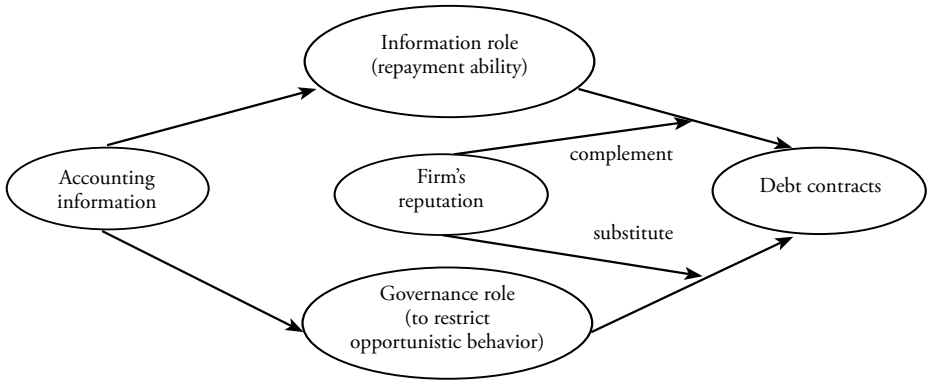 Information role
(repayment ability)
complement
Accounting
information
Firm's
reputation
Debt contracts
substitute
Governance role
(to restrict
opportunistic behavior)